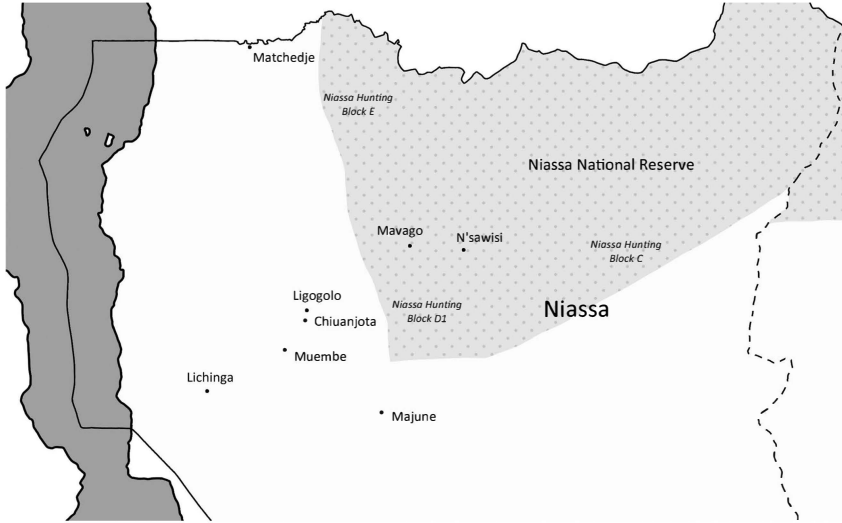 Matchedje
Niassa Hunting
Block E
Niassa National Reserve
Mavago
N'sawisi
Niassa Hunting
Block C
Ligogolo
Niassa Hunting
Block D1
Niassa
Chiuanjota
Muembe
Lichinga
Majune